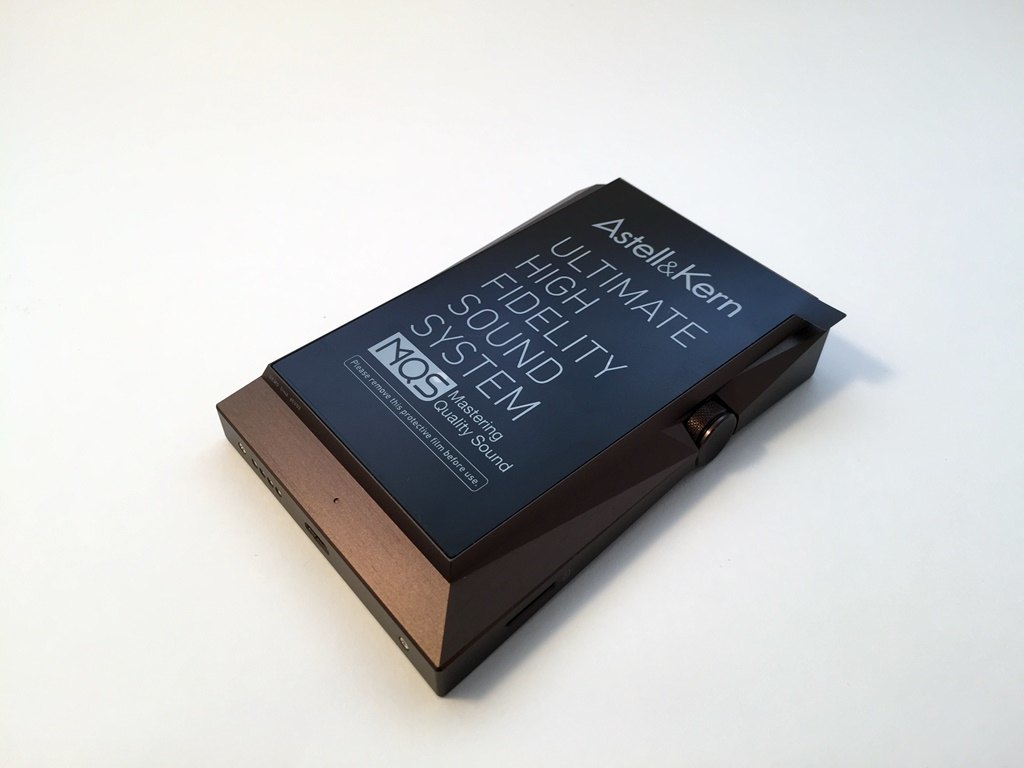 Astell&Kern
ULTIMATE
HIGH
FIDELITY
SOUND
SYSTEM
MQS Mastering
Quality Sound
Please remove this protective film before use.